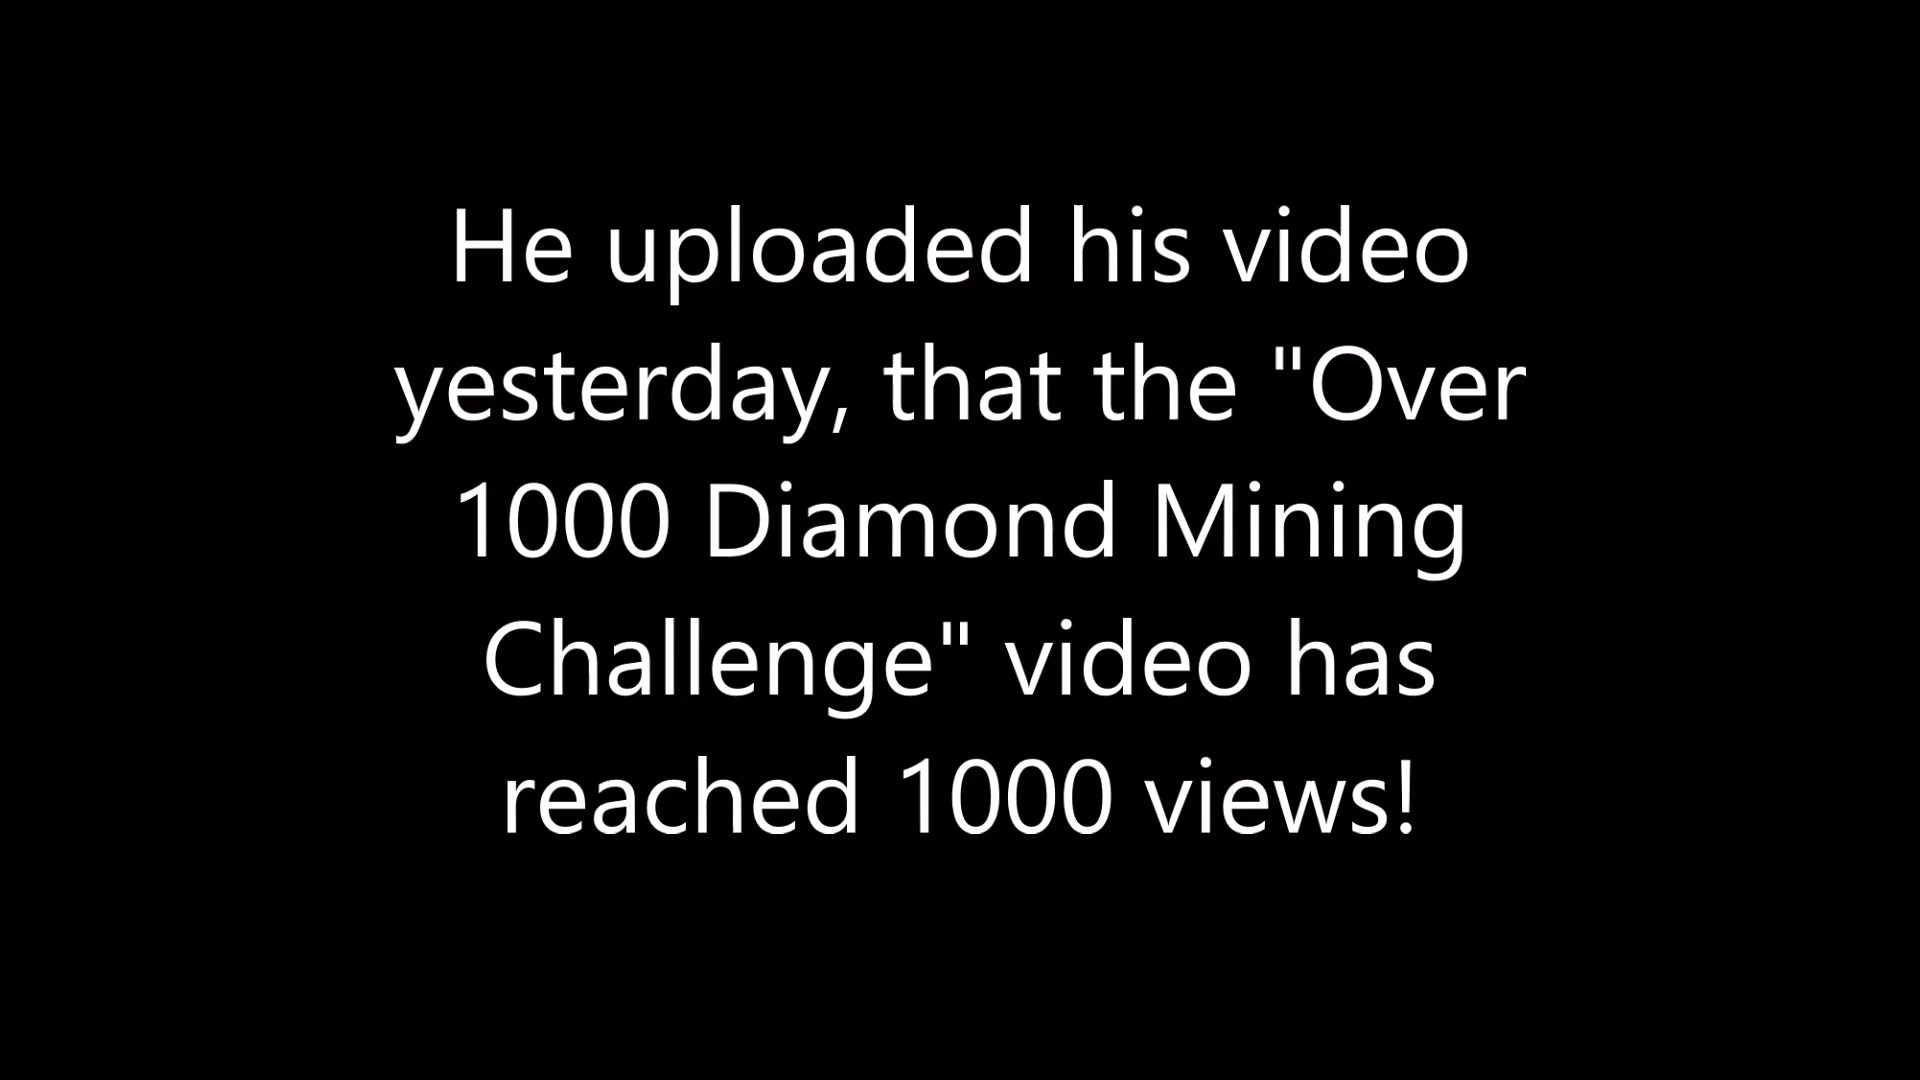 He uploaded his video
yesterday, that the "Over
1000 Diamond Mining
Challenge" video has
reached 1000 views!